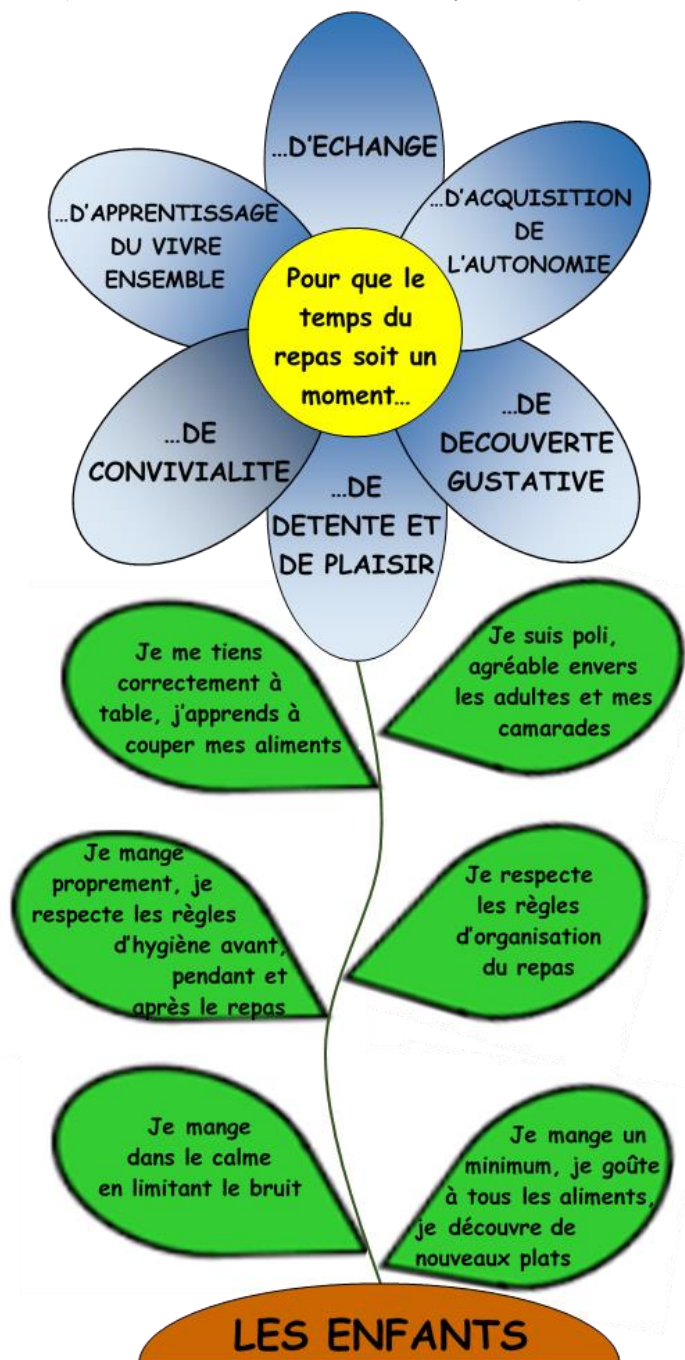 ...D'ECHANGE
...D'APPRENTISSAGE
DU VIVRE
ENSEMBLE
...D'ACQUISITION
DE
L'AUTONOMIE
Pour que le
temps du
repas soit un
moment...
...DE
CONVIVIALITE
...DE
DECOUVERTE
GUSTATIVE
...DE
DETENTE ET
DE PLAISIR
Je me tiens
correctement à
table, j'apprends à
couper mes aliments
Je suis poli,
agréable envers
les adultes et mes
camarades
Je mange
proprement, je
respecte les règles
d'hygiène avant,
pendant et
après le repas
Je respecte
les règles
d'organisation
du repas
Je mange
dans le calme
en limitant le bruit
Je mange un
minimum, je goûte
à tous les aliments,
je découvre de
nouveaux plats
LES ENFANTS